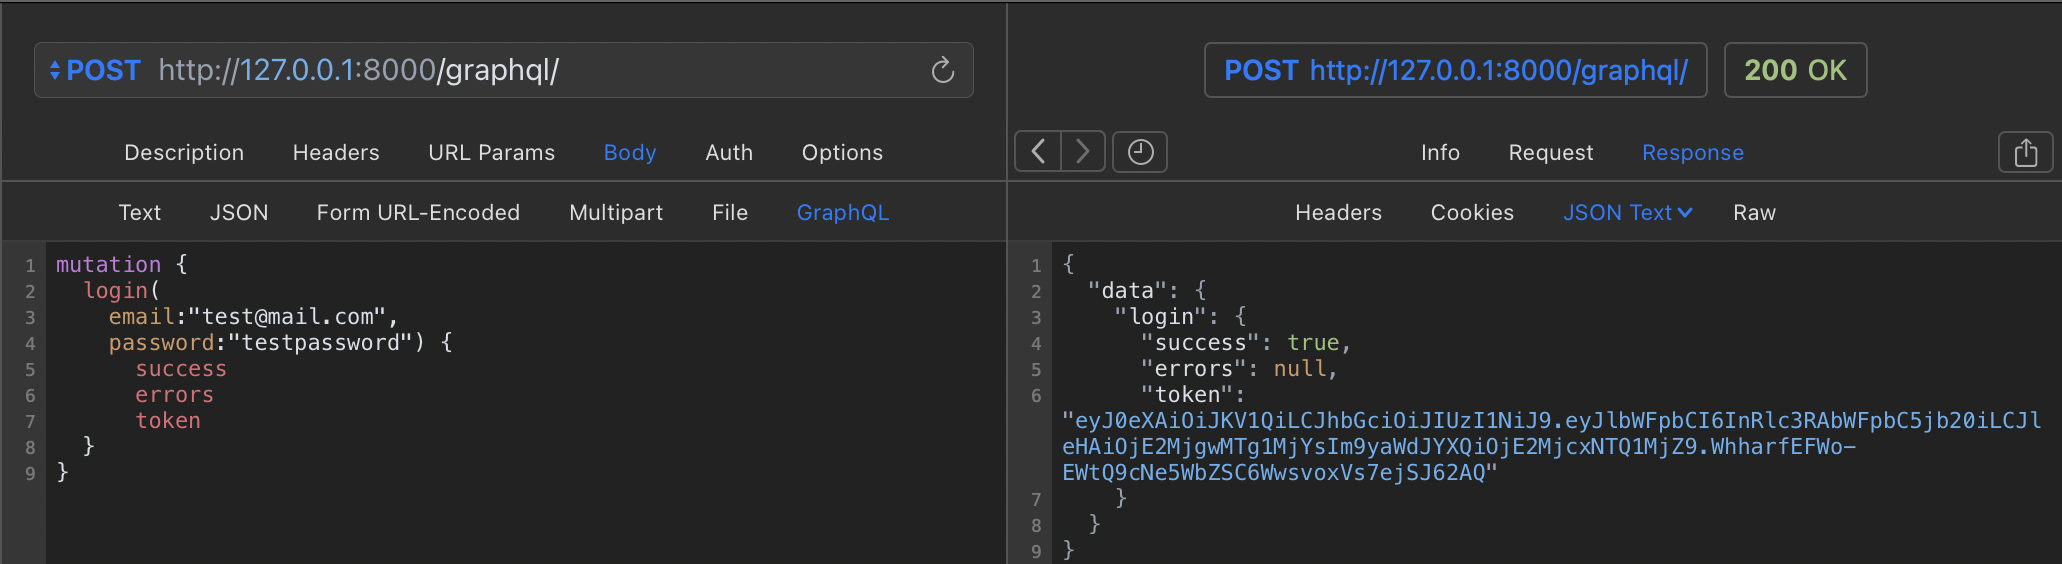 POST http://127.0.0.1:8000/graphql/
Description Headers URL Params Body Auth Options
Text JSON Form URL-Encoded Multipart File GraphQL
1 mutation {
2 login(
3 email:"test@mail.com",
4 password:"testpassword") {
5 success
6 errors
7 token
8 }
9 }
POST http://127.0.0.1:8000/graphql/ 200 OK
Info Request Response
Headers Cookies JSON Text Raw
1 {
2 "data": {
3 "login": {
4 "success": true,
5 "errors": null,
6 "token":
"eyJ0eXAiOiJKV1QiLCJhbGciOiJIUzI1NiJ9.eyJlbWFpbCI6InRlc3RAbWFpbC5jb20iLCJl
eHAiOjE2MjgwMTg1MjYsIm9yaWdJYXQiOjE2MjcxNTQ1MjZ9.WhharfEFWo-
EWtQ9cNe5WbZSC6WwsvoxVs7ejSJ62AQ"
7 }
8 }
9 }